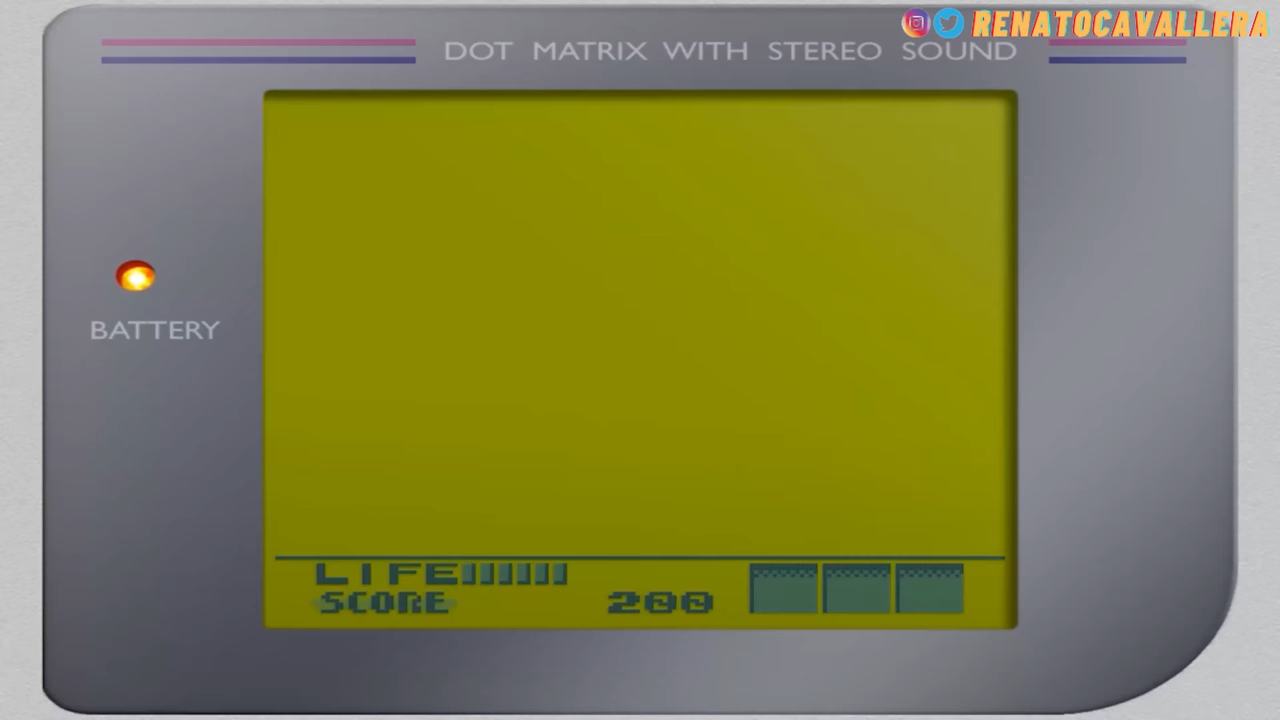 RENATOCAVALLERA
DOT MATRIX WITH STEREO SOUND
BATTERY
LIFE
SCORE 200